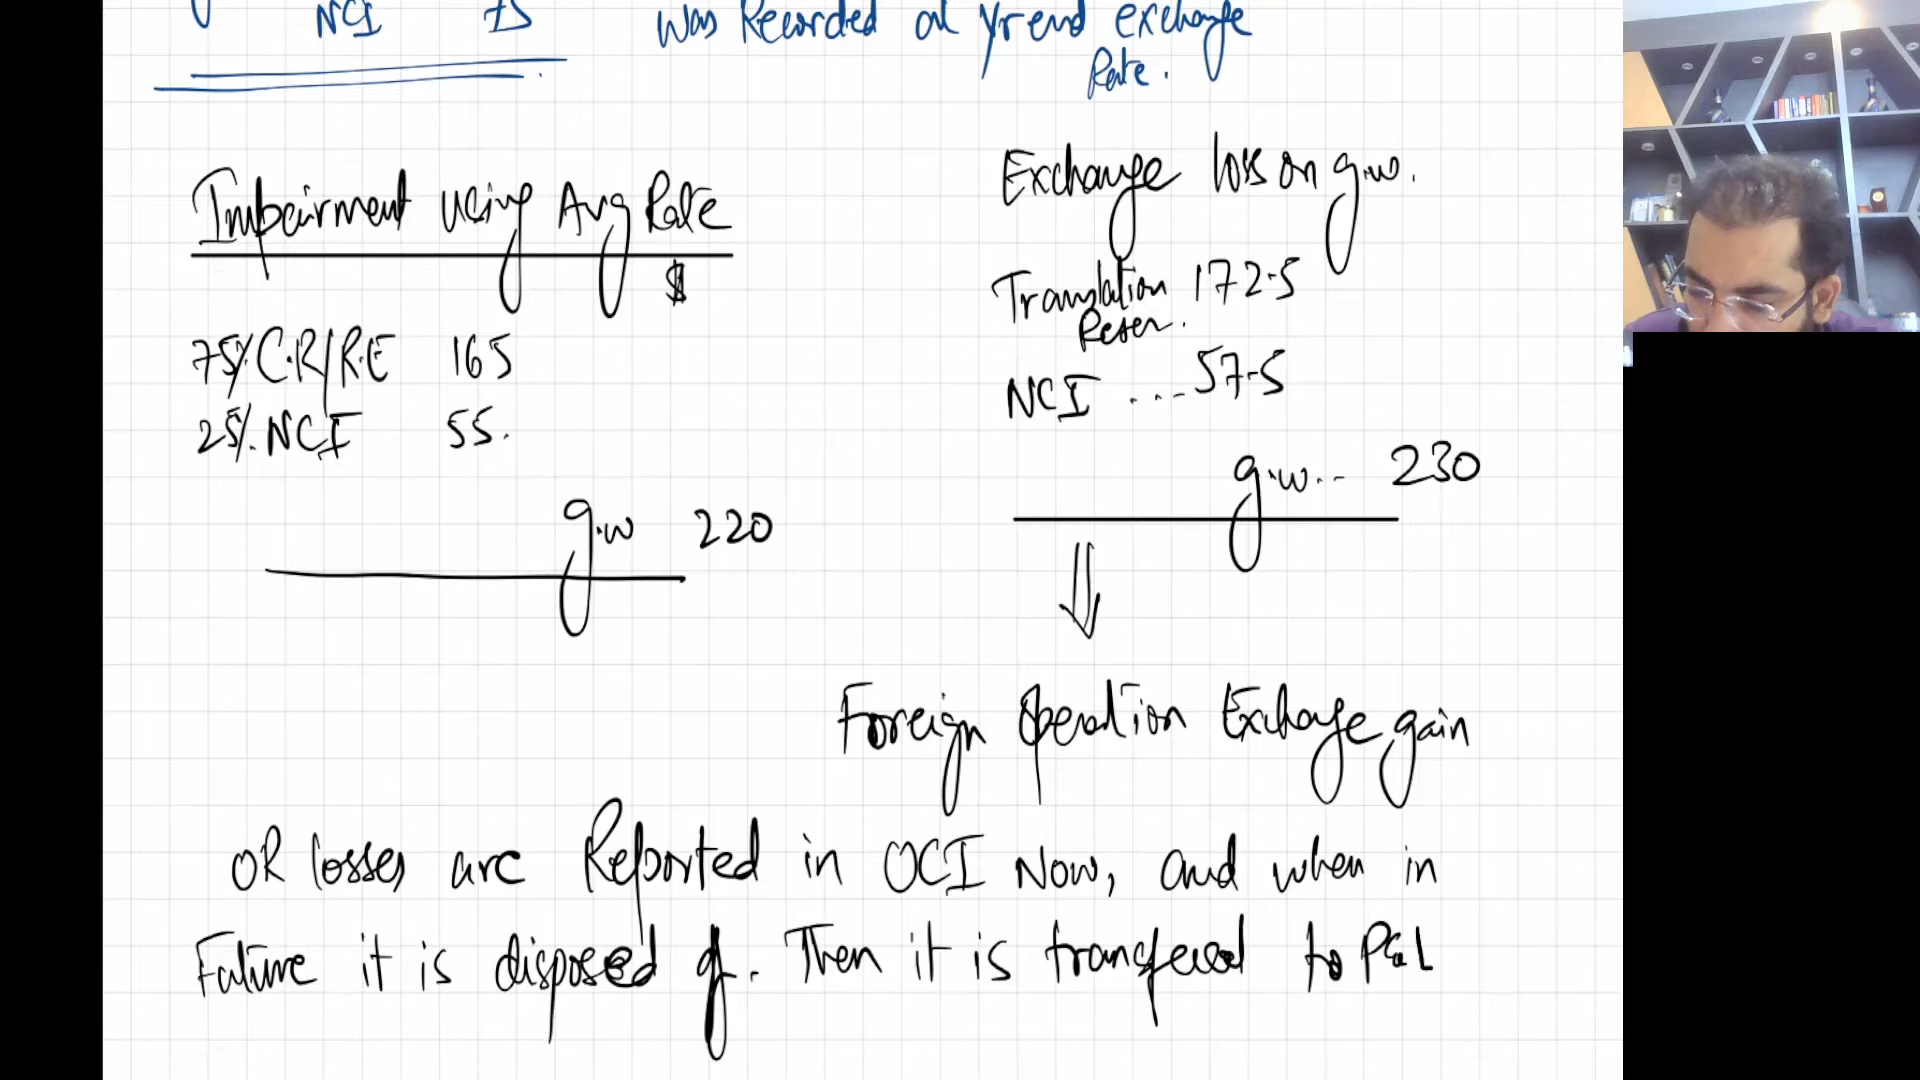 NCI 75
was Recorded at yrend exchange
Rate.
Impairment using Avg Rate
$
75% C.R/R.E 165
25% NCI 55.
g.w 220
Exchange loss on g.w.
Translation 172.5
Reser.
NCI ... 57.5
g.w.. 230
Foreign Operation Exchange gain
OR losses are Reported in OCI Now, and when in
Future it is disposed of. Then it is transfered to P&L